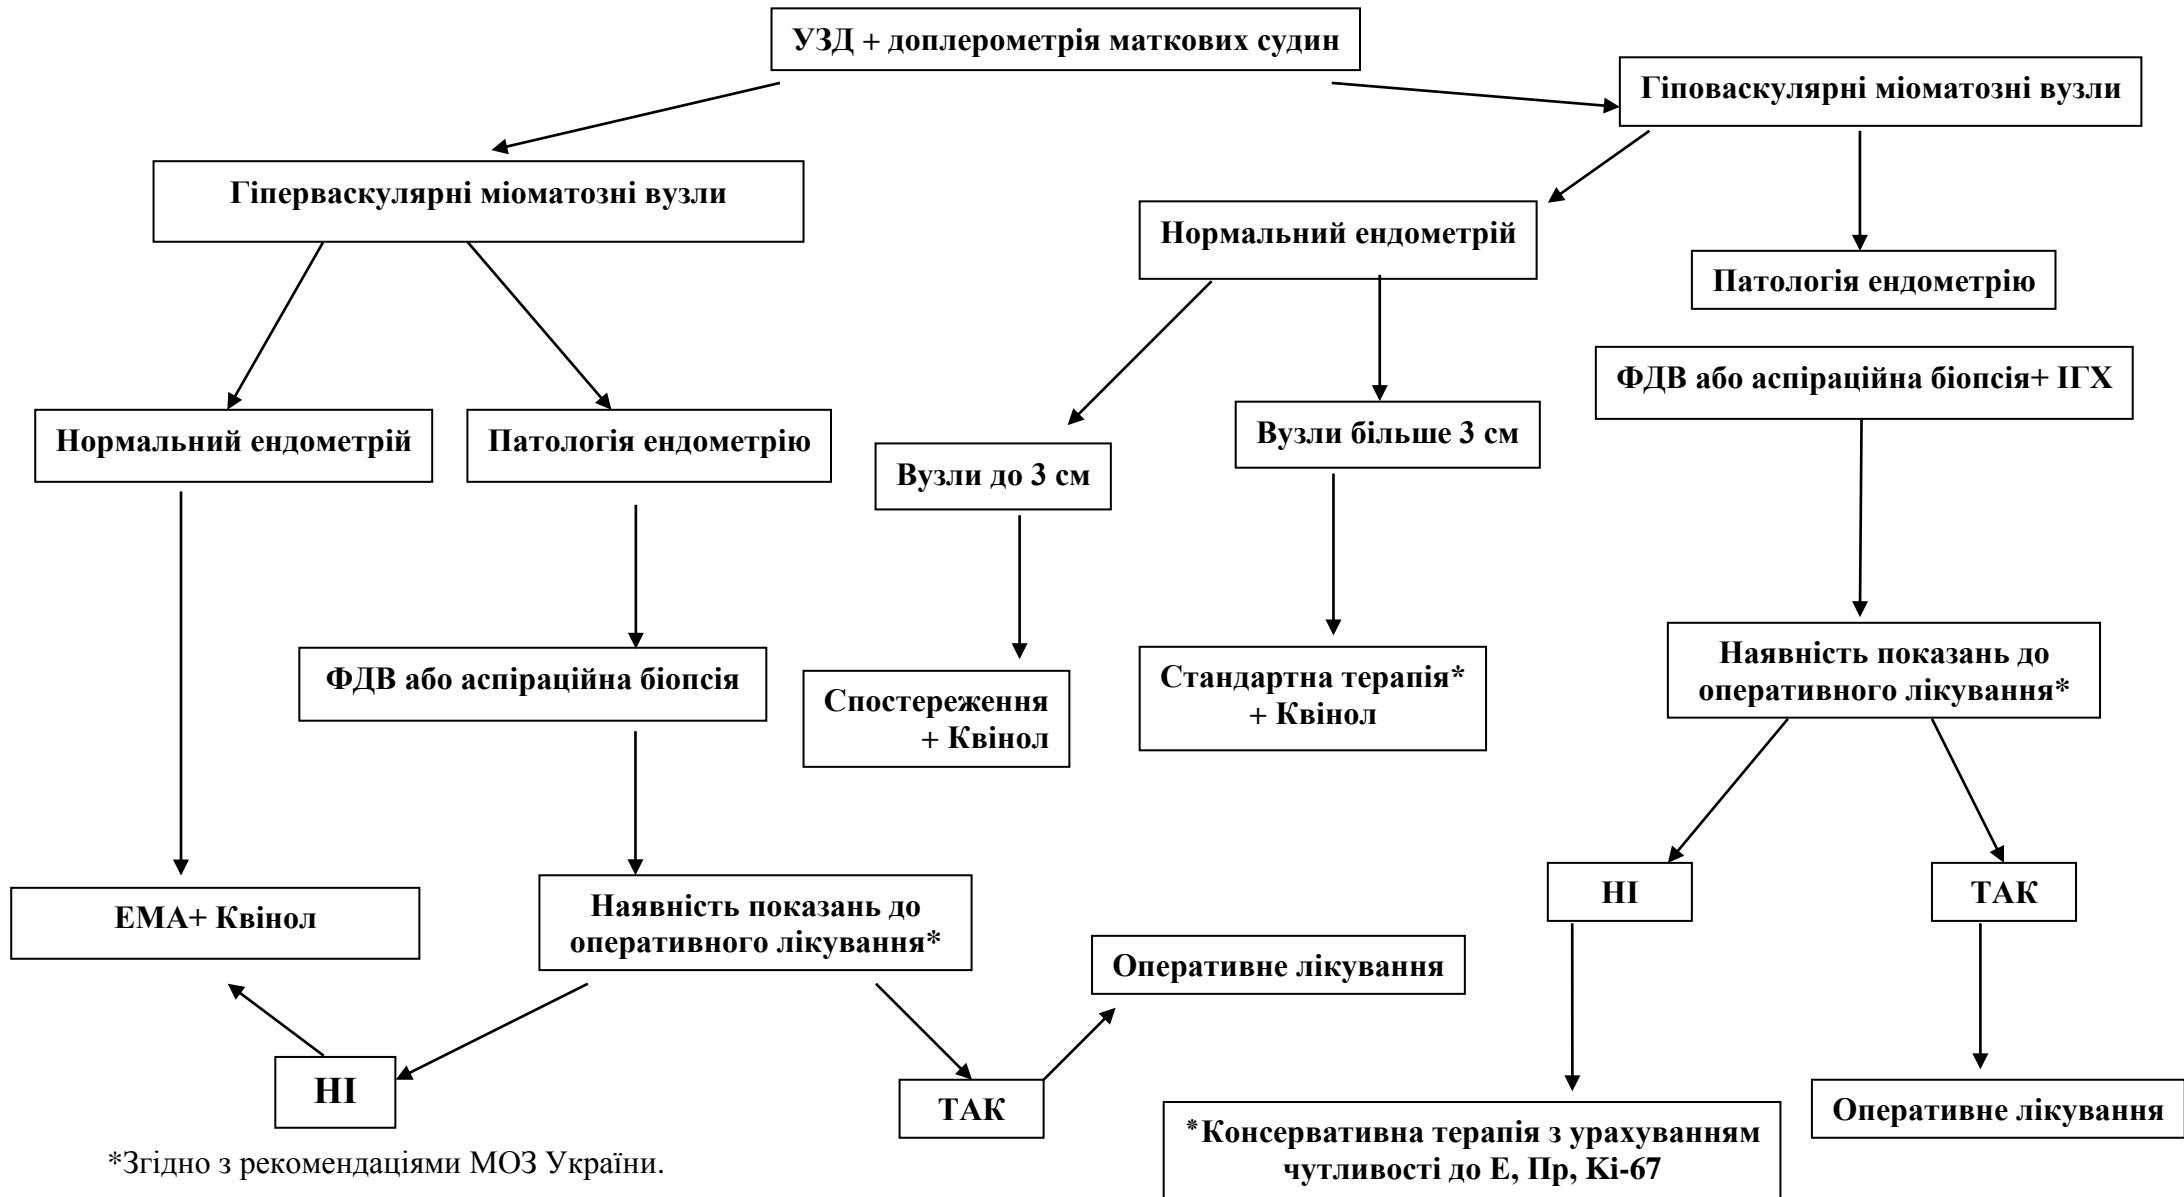 УЗД + доплерометрія маткових судин
Гіповаскулярні міоматозні вузли
Гіперваскулярні міоматозні вузли
Нормальний ендометрій
Патологія ендометрію
ФДВ або аспіраційна біопсія+ ІГХ
Нормальний ендометрій
Патологія ендометрію
Вузли до 3 см
Вузли більше 3 см
ФДВ або аспіраційна біопсія
Спостереження
+ Квінол
Стандартна терапія*
+ Квінол
Наявність показань до
оперативного лікування*
ЕМА+ Квінол
Наявність показань до
оперативного лікування*
НІ
ТАК
Оперативне лікування
НІ
ТАК
Оперативне лікування
*Консервативна терапія з урахуванням
чутливості до Е, Пр, Ki-67
*Згідно з рекомендаціями МОЗ України.